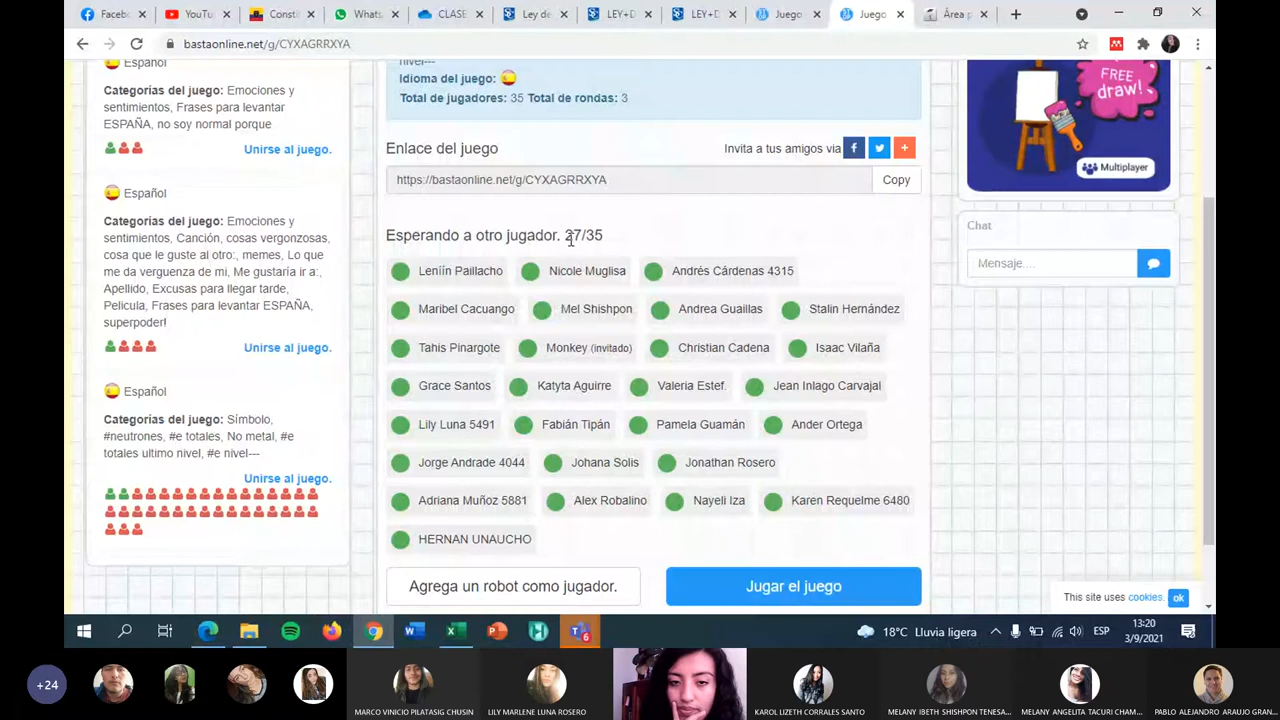 Facebo
YouTu
Consti
Whats
CLASE
Ley de
LEY+D
LEY+D
Juego
Juego
Área p
bastaonline.net/g/CYXAGRRXYA
Español
Categorías del juego: Emociones y
sentimientos, Frases para levantar
ESPAÑA, no soy normal porque
Unirse al juego.
Español
Categorías del juego: Emociones y
sentimientos, Canción, cosas vergonzosas,
cosa que le guste al otro:, memes, Lo que
me da verguenza de mi, Me gustaría ir a:,
Apellido, Excusas para llegar tarde,
Pelicula, Frases para levantar ESPAÑA,
superpoder!
Unirse al juego.
Español
Categorías del juego: Símbolo,
#neutrones, #e totales, No metal, #e
totales ultimo nivel, #e nivel---
Unirse al juego.
nivel---
Idioma del juego:
Total de jugadores: 35 Total de rondas: 3
Enlace del juego
Invita a tus amigos via
https://bastaonline.net/g/CYXAGRRXYA
Copy
Esperando a otro jugador. 27/35
Leniín Paillacho Nicole Muglisa Andrés Cárdenas 4315
Maribel Cacuango Mel Shishpon Andrea Guaillas Stalin Hernández
Tahis Pinargote Monkey (invitado) Christian Cadena Isaac Vilaña
Grace Santos Katyta Aguirre Valeria Estef. Jean Inlago Carvajal
Lily Luna 5491 Fabián Tipán Pamela Guamán Ander Ortega
Jorge Andrade 4044 Johana Solis Jonathan Rosero
Adriana Muñoz 5881 Alex Robalino Nayeli Iza Karen Requelme 6480
HERNAN UNAUCHO
Agrega un robot como jugador.
Jugar el juego
FREE
draw!
Multiplayer
Chat
Mensaje....
This site uses cookies. ok
18°C Lluvia ligera
ESP
13:20
3/9/2021
6
+24
MARCO VINICIO PILATASIG CHUSIN
LILY MARLENE LUNA ROSERO
KAROL LIZETH CORRALES SANTO
MELANY IBETH SHISHPON TENESA...
MELANY ANGELITA TACURI CHAM...
PABLO ALEJANDRO ARAUJO GRAN...